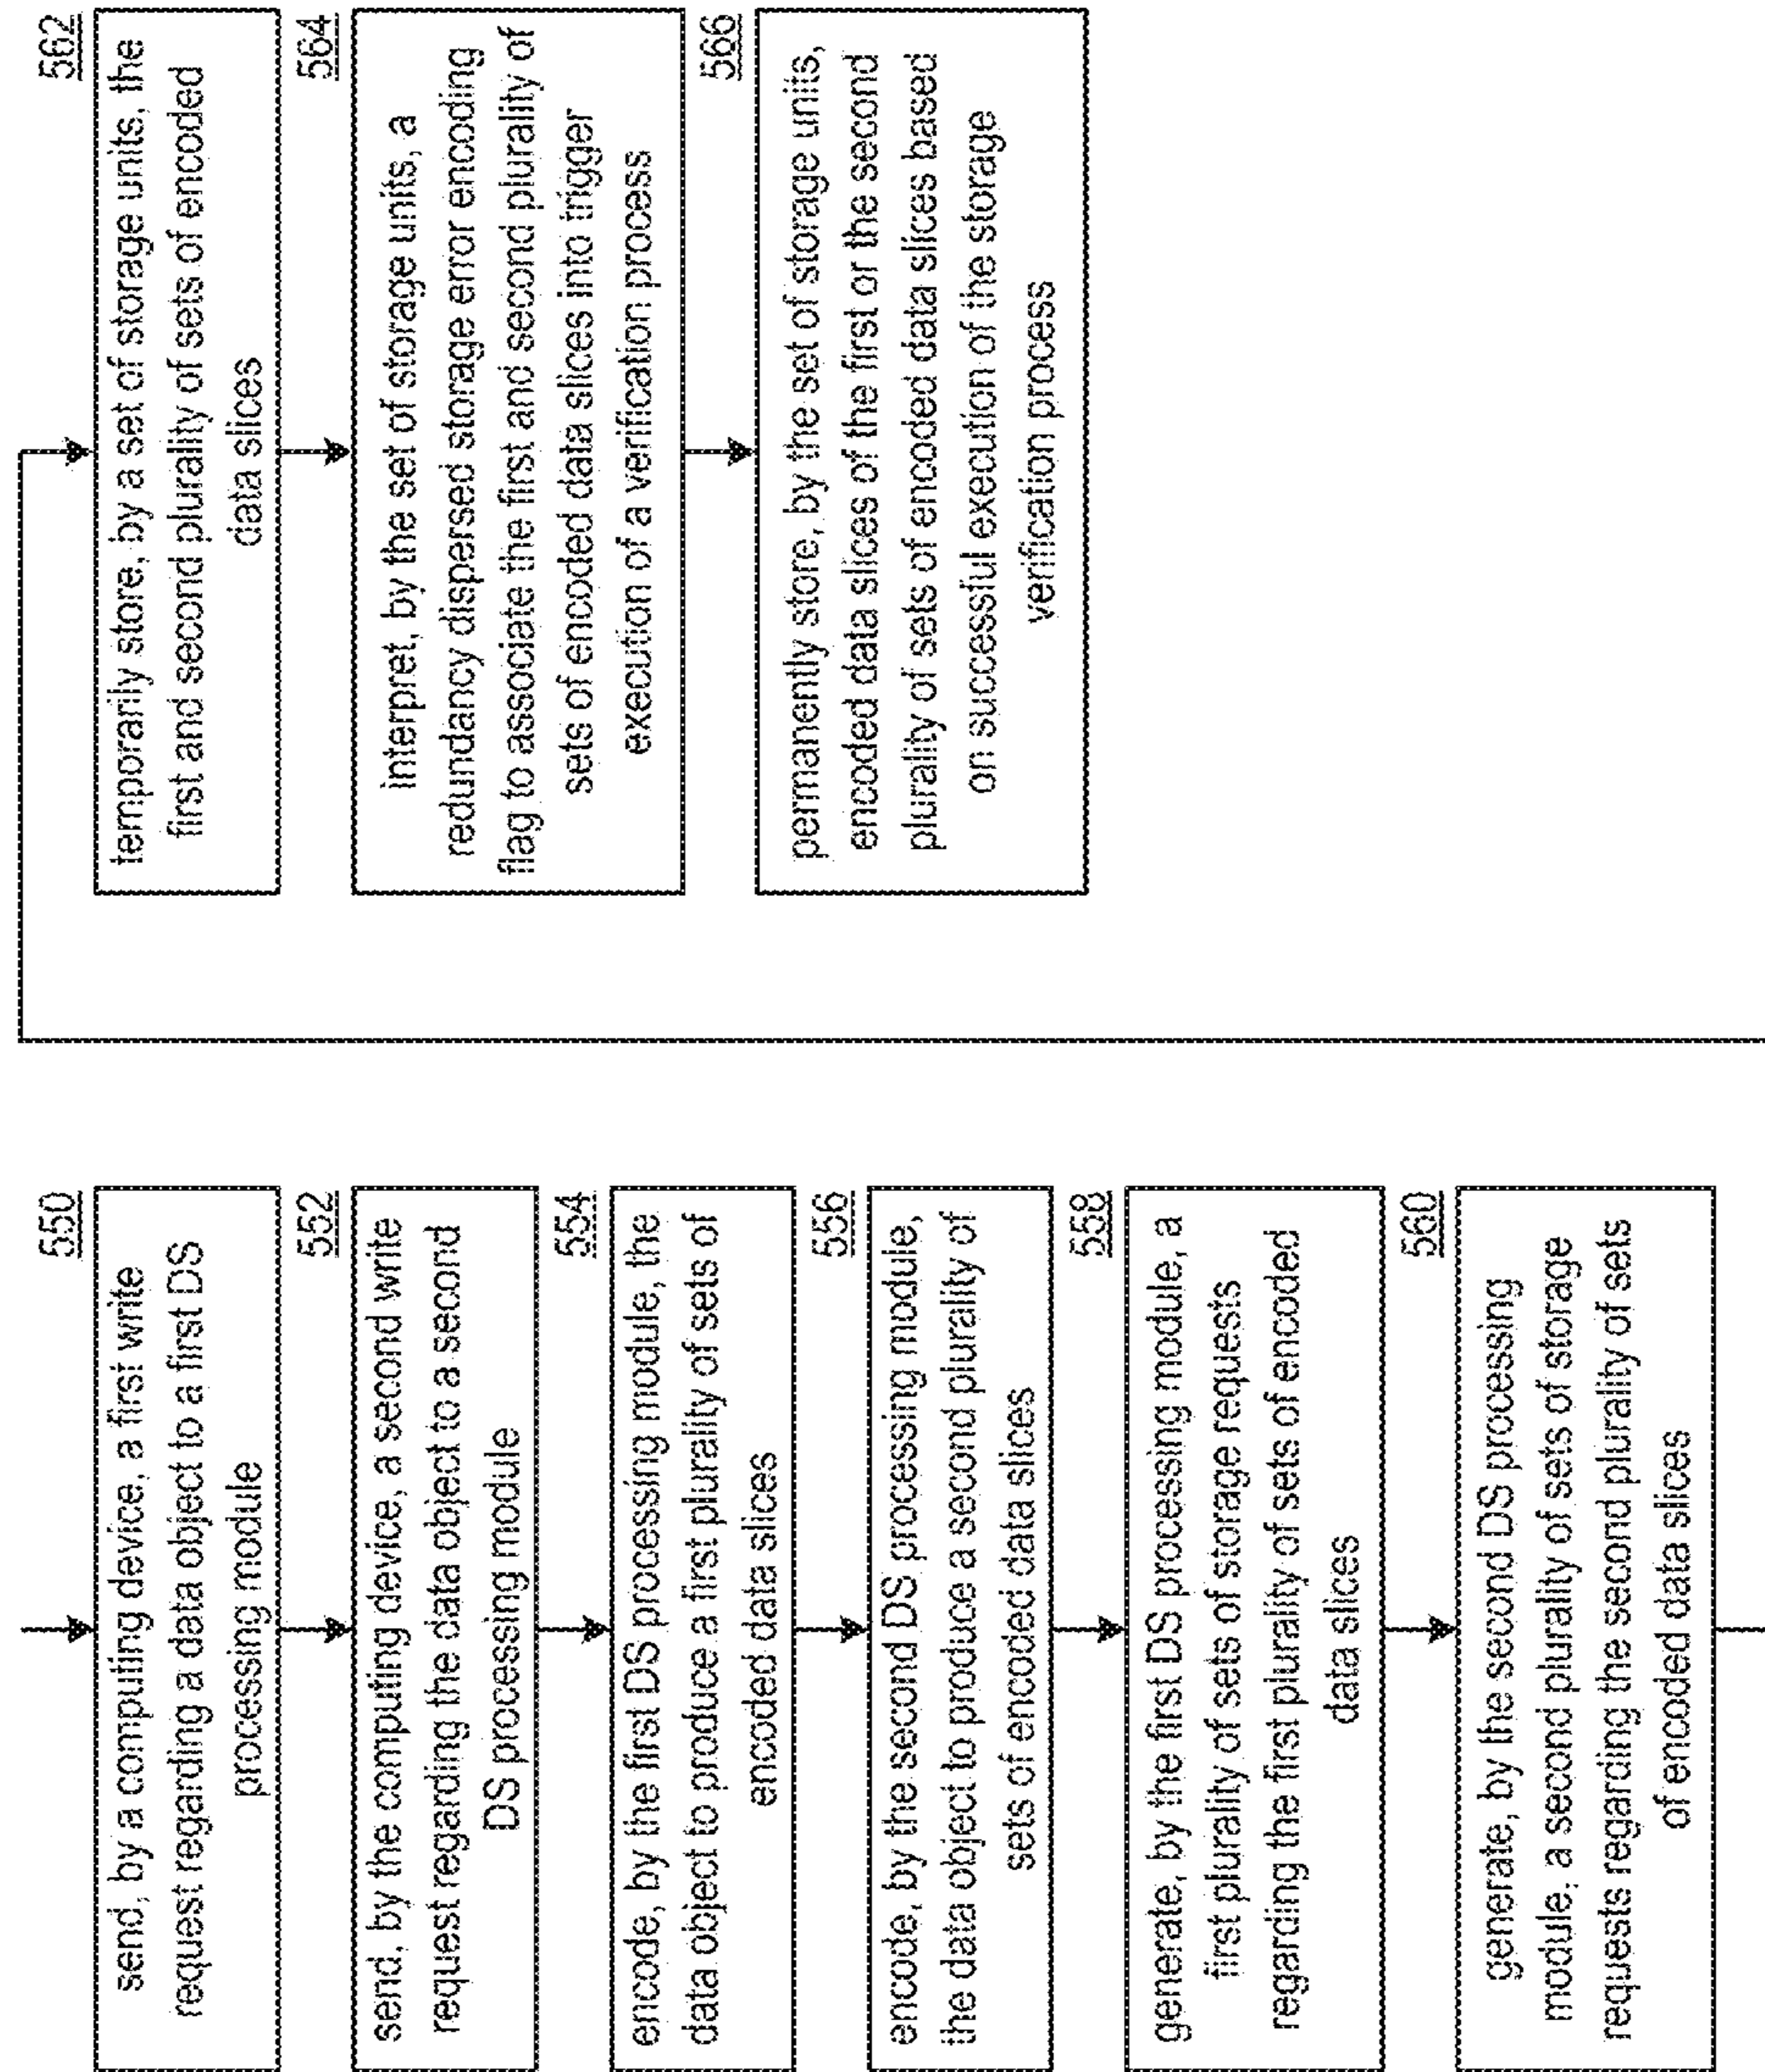 550
send, by a computing device, a first write
request regarding a data object to a first DS
processing module
552
send, by the computing device, a second write
request regarding the data object to a second
DS processing module
554
encode, by the first DS processing module, the
data object to produce a first plurality of sets of
encoded data slices
556
encode, by the second DS processing module,
the data object to produce a second plurality of
sets of encoded data slices
558
generate, by the first DS processing module, a
first plurality of sets of storage requests
regarding the first plurality of sets of encoded
data slices
560
generate, by the second DS processing
module, a second plurality of sets of storage
requests regarding the second plurality of sets
of encoded data slices
562
temporarily store, by a set of storage units, the
first and second plurality of sets of encoded
data slices
564
interpret, by the set of storage units, a
redundancy dispersed storage error encoding
flag to associate the first and second plurality of
sets of encoded data slices into trigger
execution of a verification process
566
permanently store, by the set of storage units,
encoded data slices of the first or the second
plurality of sets of encoded data slices based
on successful execution of the storage
verification process